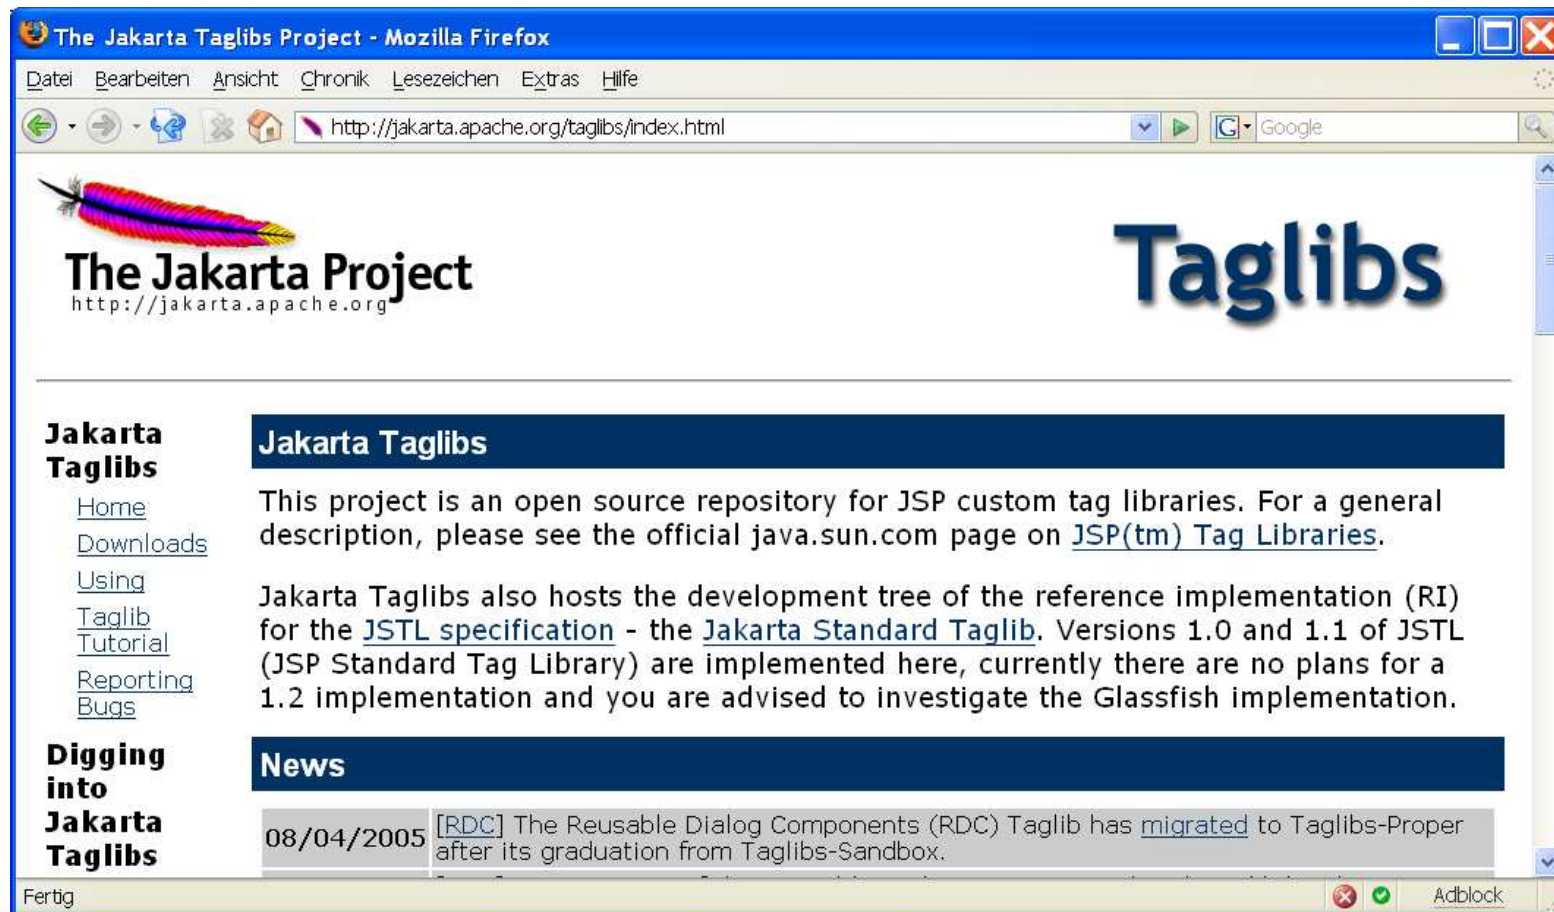 The Jakarta Taglibs Project - Mozilla Firefox
Datei Bearbeiten Ansicht Chronik Lesezeichen Extras Hilfe
http://jakarta.apache.org/taglibs/index.html
G Google
The Jakarta Project
http://jakarta.apache.org
Taglibs
Jakarta
Taglibs
Home
Downloads
Using
Taglib
Tutorial
Reporting
Bugs
Digging
into
Jakarta
Taglibs
Jakarta Taglibs
This project is an open source repository for JSP custom tag libraries. For a general
description, please see the official java.sun.com page on JSP(tm) Tag Libraries.
Jakarta Taglibs also hosts the development tree of the reference implementation (RI)
for the JSTL specification - the Jakarta Standard Taglib. Versions 1.0 and 1.1 of JSTL
(JSP Standard Tag Library) are implemented here, currently there are no plans for a
1.2 implementation and you are advised to investigate the Glassfish implementation.
News
08/04/2005
[RDC] The Reusable Dialog Components (RDC) Taglib has migrated to Taglibs-Proper
after its graduation from Taglibs-Sandbox.
Fertig
Adblock